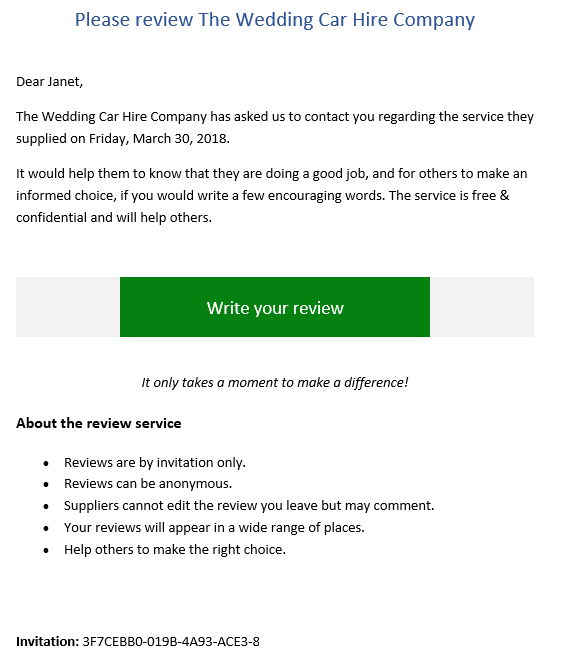 Please review The Wedding Car Hire Company
Dear Janet,
The Wedding Car Hire Company has asked us to contact you regarding the service they
supplied on Friday, March 30, 2018.
It would help them to know that they are doing a good job, and for others to make an
informed choice, if you would write a few encouraging words. The service is free &
confidential and will help others.
Write your review
It only takes a moment to make a difference!
About the review service
• Reviews are by invitation only.
• Reviews can be anonymous.
• Suppliers cannot edit the review you leave but may comment.
• Your reviews will appear in a wide range of places.
• Help others to make the right choice.
Invitation: 3F7CEBB0-019B-4A93-ACE3-8